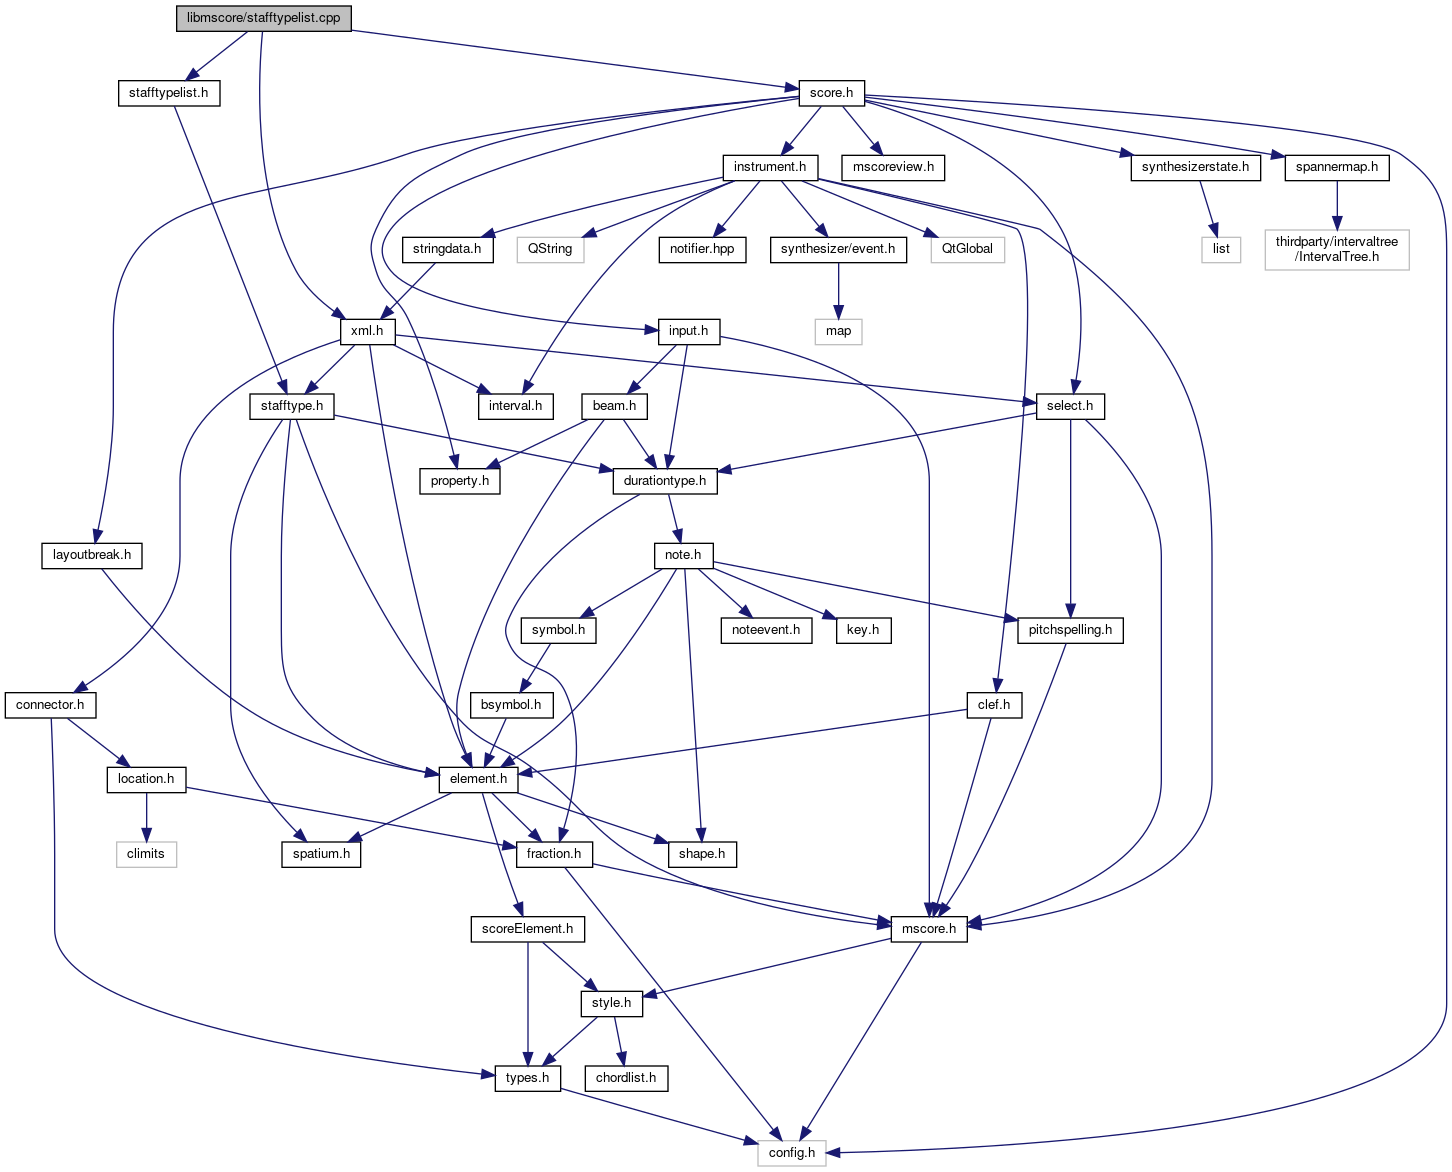 libmscore/stafftypelist.cpp
stafftypelist.h
score.h
instrument.h
mscoreview.h
synthesizerstate.h
spannermap.h
stringdata.h
QString
notifier.hpp
synthesizer/event.h
QtGlobal
list
thirdparty/intervaltree
/IntervalTree.h
xml.h
input.h
map
stafftype.h
interval.h
beam.h
select.h
property.h
durationtype.h
layoutbreak.h
note.h
symbol.h
noteevent.h
key.h
pitchspelling.h
connector.h
bsymbol.h
clef.h
location.h
element.h
climits
spatium.h
fraction.h
shape.h
scoreElement.h
mscore.h
style.h
types.h
chordlist.h
config.h